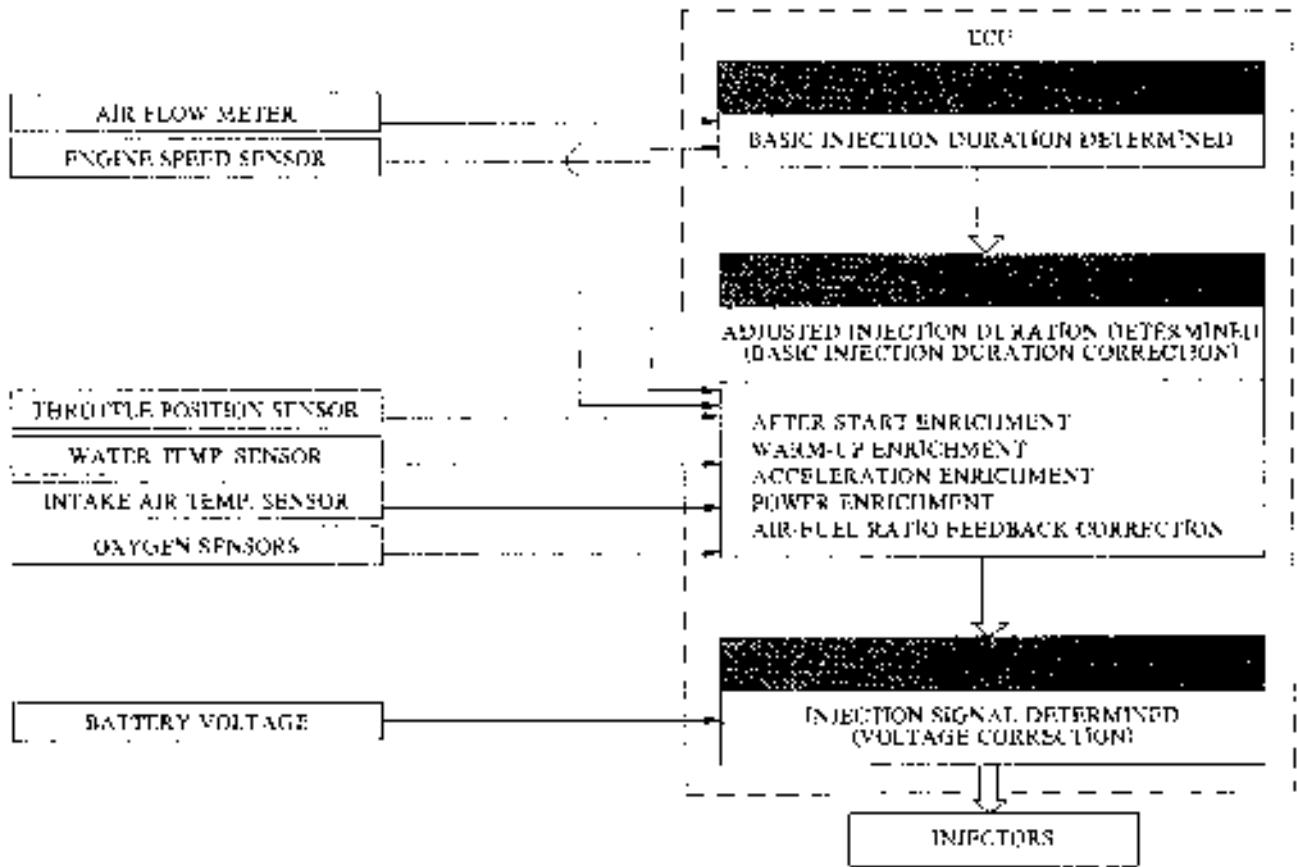 ECU
AIR FLOW METER
ENGINE SPEED SENSOR
BASIC INJECTION DURATION DETERMINED
ADJUSTED INJECTION DURATION DETERMINED
(BASIC INJECTION DURATION CORRECTION)
THROTTLE POSITION SENSOR
WATER TEMP. SENSOR
INTAKE AIR TEMP. SENSOR
OXYGEN SENSORS
AFTER START ENRICHMENT
WARM-UP ENRICHMENT
ACCELERATION ENRICHMENT
POWER ENRICHMENT
AIR-FUEL RATIO FEEDBACK CORRECTION
BATTERY VOLTAGE
INJECTION SIGNAL DETERMINED
(VOLTAGE CORRECTION)
INJECTORS